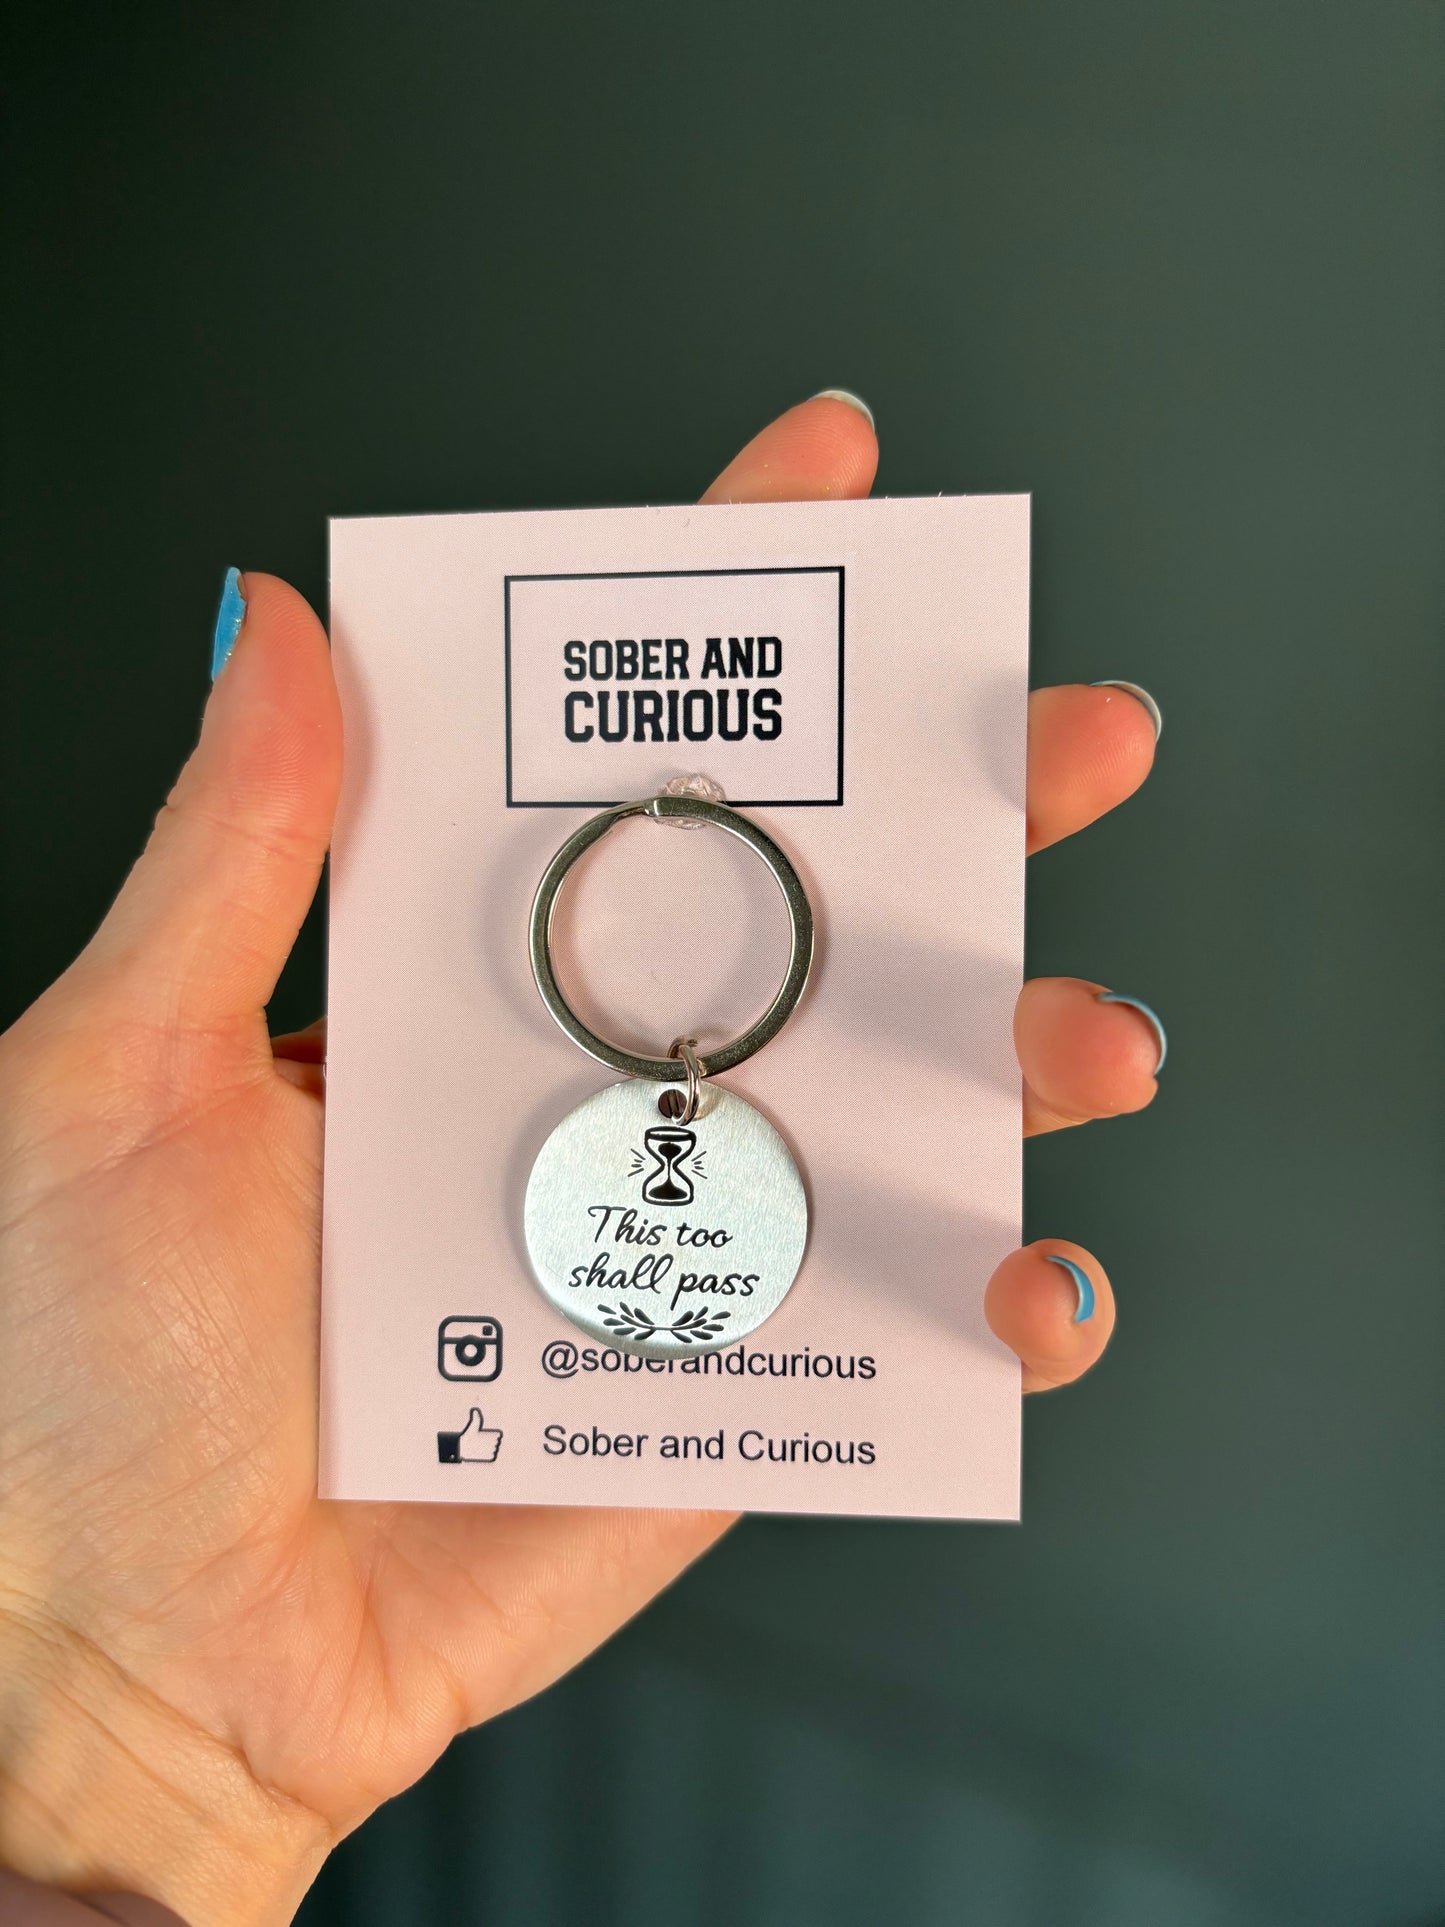 SOBER AND
CURIOUS
This too
shall pass
@soberandcurious
Sober and Curious